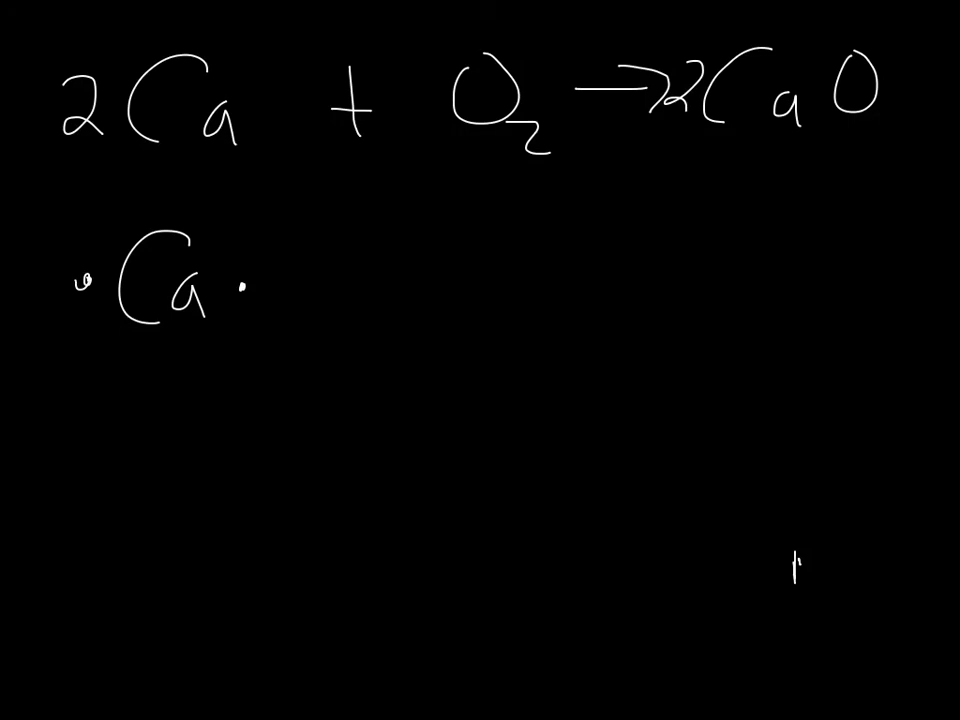 2Ca + O₂ → 2CaO
· Ca ·